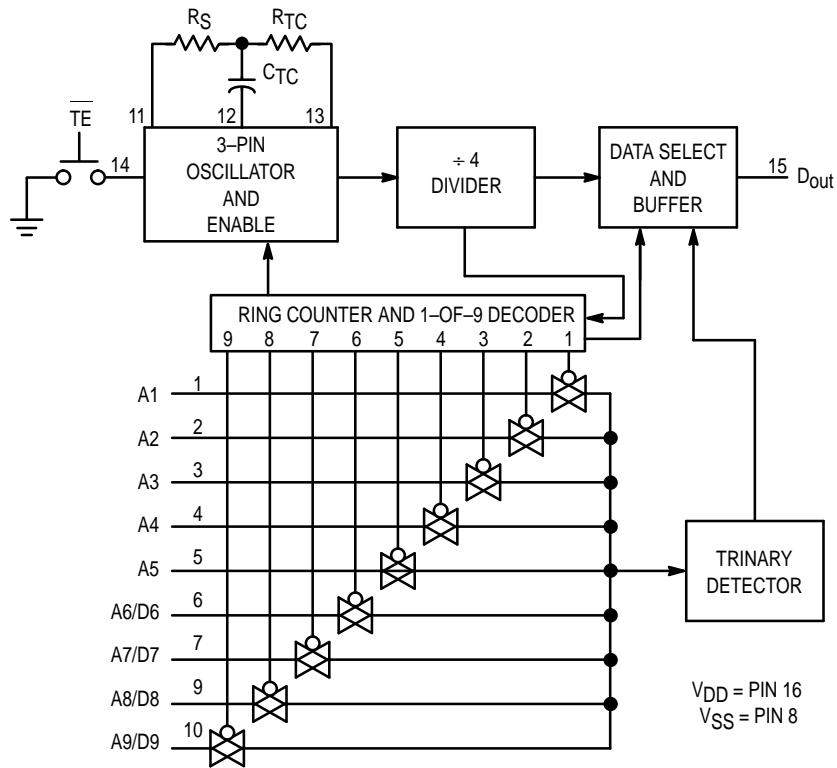 RS RTC
CTC
11 12 13
TE
14
3–PIN
OSCILLATOR
AND
ENABLE
÷ 4
DIVIDER
DATA SELECT
AND
BUFFER
15 Dout
RING COUNTER AND 1–OF–9 DECODER
9 8 7 6 5 4 3 2 1
A1 1
A2 2
A3 3
A4 4
A5 5
A6/D6 6
A7/D7 7
A8/D8 9
A9/D9 10
TRINARY
DETECTOR
VDD = PIN 16
VSS = PIN 8